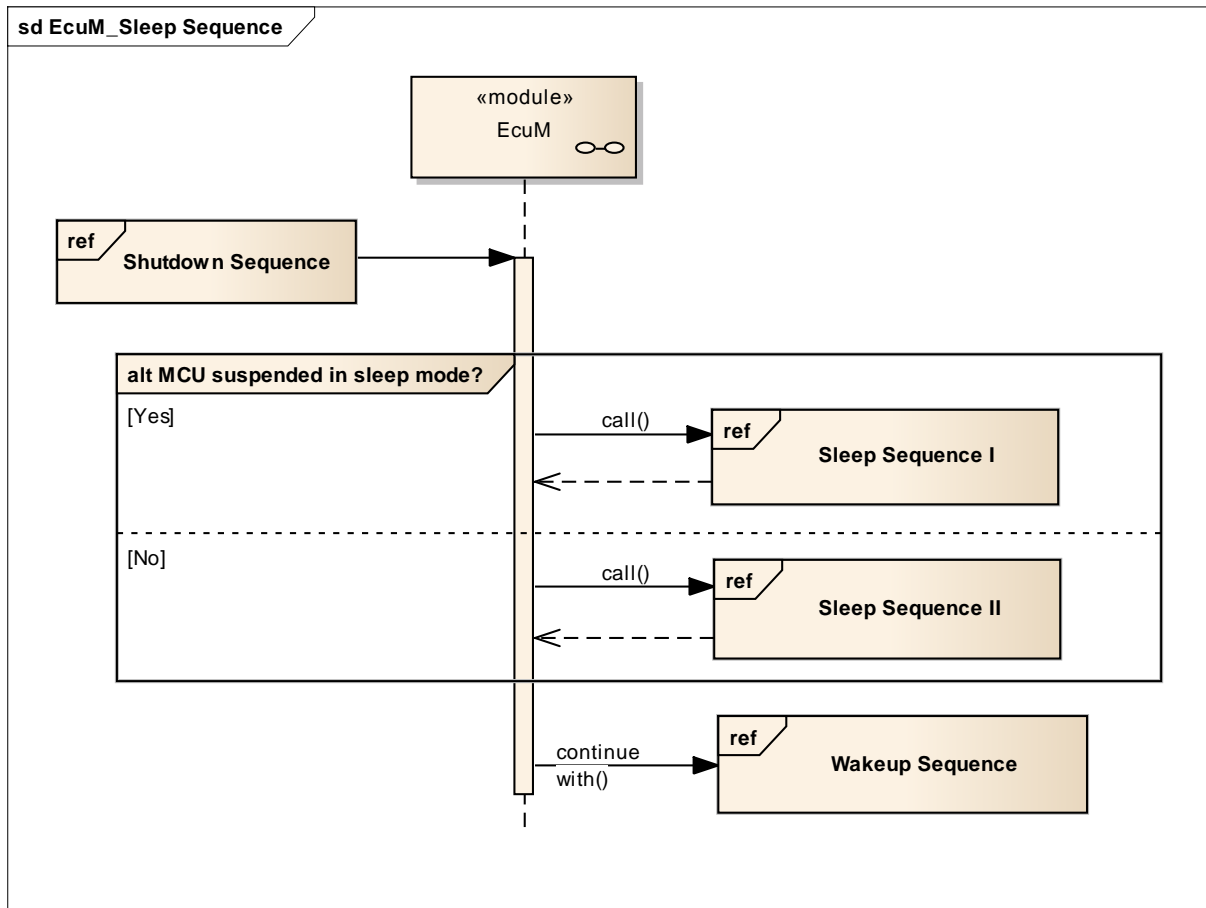 sd EcuM_Sleep Sequence
«module»
EcuM
ref
Shutdown Sequence
alt MCU suspended in sleep mode?
[Yes]
call()
ref
Sleep Sequence I
[No]
call()
ref
Sleep Sequence II
continue
with()
ref
Wakeup Sequence